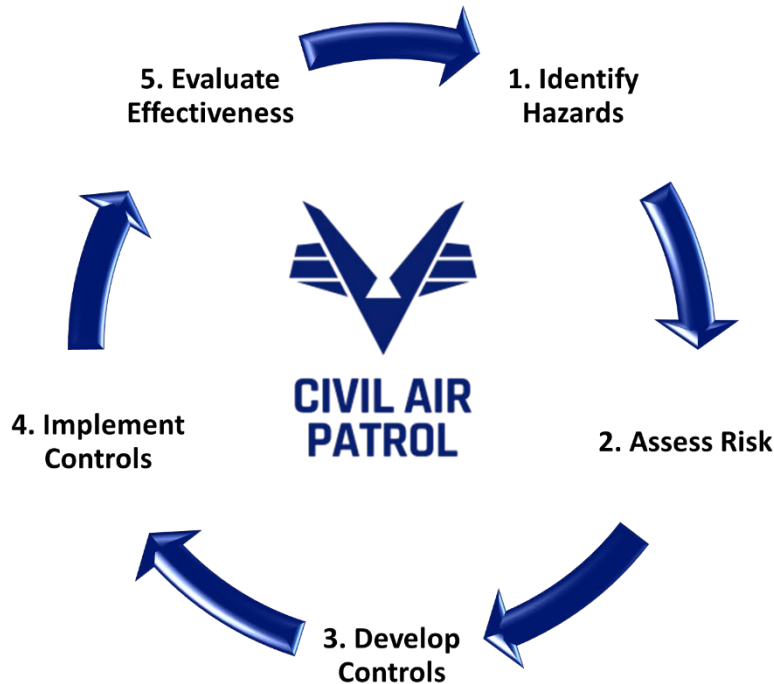 1. Identify
Hazards
2. Assess Risk
3. Develop
Controls
4. Implement
Controls
5. Evaluate
Effectiveness
CIVIL AIR
PATROL